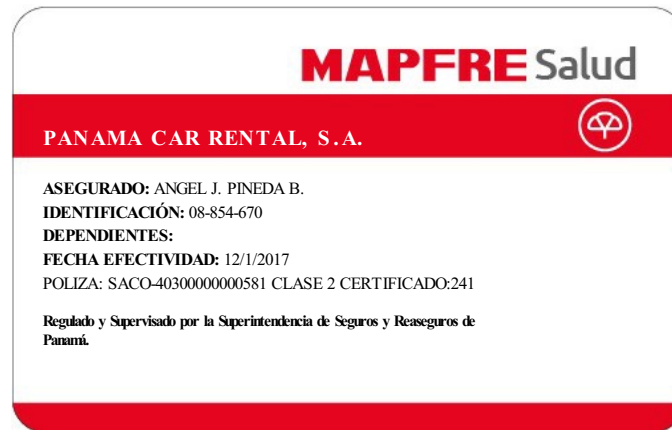 MAPFRE Salud
PANAMA CAR RENTAL, S.A.
ASEGURADO: ANGEL J. PINEDA B.
IDENTIFICACIÓN: 08-854-670
DEPENDIENTES:
FECHA EFECTIVIDAD: 12/1/2017
POLIZA: SACO-40300000000581 CLASE 2 CERTIFICADO:241
Regulado y Supervisado por la Superintendencia de Seguros y Reaseguros de
Panamá.